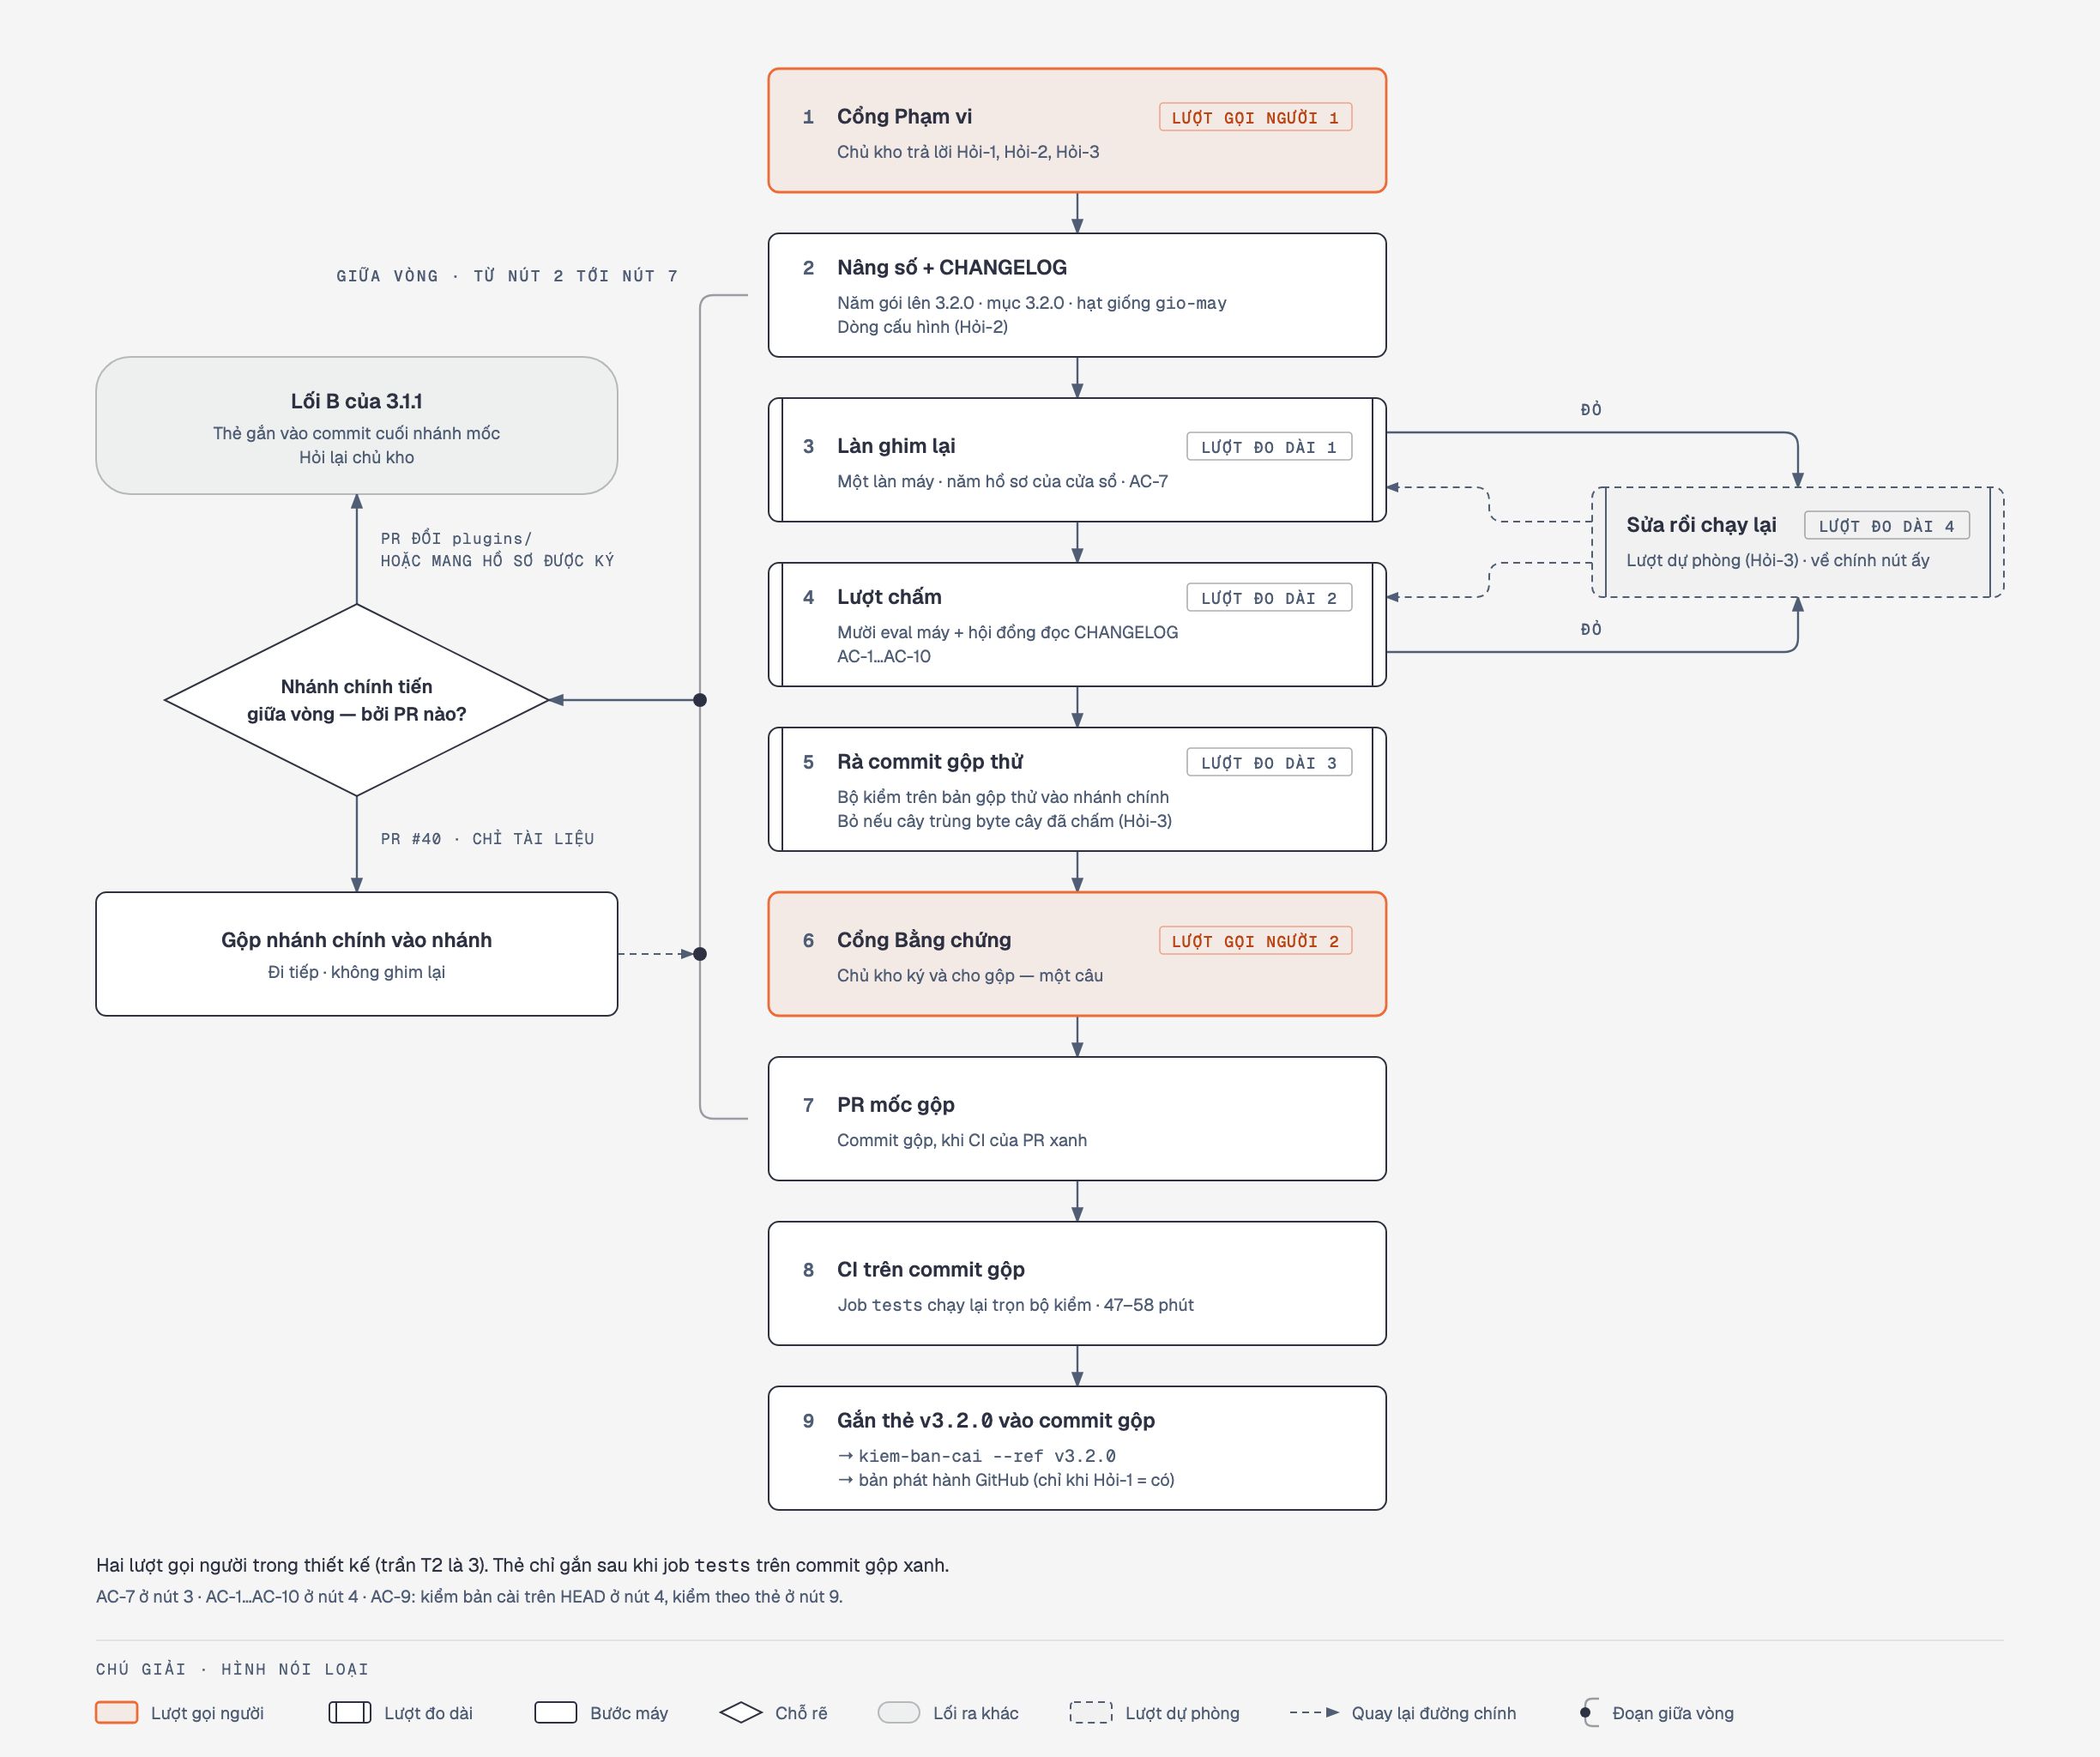 1 Cổng Phạm vi LƯỢT GỌI NGƯỜI 1
Chủ kho trả lời Hỏi-1, Hỏi-2, Hỏi-3
GIỮA VÒNG · TỪ NÚT 2 TỚI NÚT 7
2 Nâng số + CHANGELOG
Năm gói lên 3.2.0 · mục 3.2.0 · hạt giống gio-may
Dòng cấu hình (Hỏi-2)
Lối B của 3.1.1
Thẻ gắn vào commit cuối nhánh mốc
Hỏi lại chủ kho
3 Làn ghim lại LƯỢT ĐO DÀI 1
Một làn máy · năm hồ sơ của cửa sổ · AC-7
ĐỎ
Sửa rồi chạy lại LƯỢT ĐO DÀI 4
Lượt dự phòng (Hỏi-3) · về chính nút ấy
PR ĐỔI plugins/
HOẶC MANG HỒ SƠ ĐƯỢC KÝ
4 Lượt chấm LƯỢT ĐO DÀI 2
Mười eval máy + hội đồng đọc CHANGELOG
AC-1…AC-10
ĐỎ
Nhánh chính tiến
giữa vòng — bởi PR nào?
5 Rà commit gộp thử LƯỢT ĐO DÀI 3
Bộ kiểm trên bản gộp thử vào nhánh chính
Bỏ nếu cây trùng byte cây đã chấm (Hỏi-3)
PR #40 · CHỈ TÀI LIỆU
Gộp nhánh chính vào nhánh
Đi tiếp · không ghim lại
6 Cổng Bằng chứng LƯỢT GỌI NGƯỜI 2
Chủ kho ký và cho gộp — một câu
7 PR mốc gộp
Commit gộp, khi CI của PR xanh
8 CI trên commit gộp
Job tests chạy lại trọn bộ kiểm · 47–58 phút
9 Gắn thẻ v3.2.0 vào commit gộp
→ kiem-ban-cai --ref v3.2.0
→ bản phát hành GitHub (chỉ khi Hỏi-1 = có)
Hai lượt gọi người trong thiết kế (trần T2 là 3). Thẻ chỉ gắn sau khi job tests trên commit gộp xanh.
AC-7 ở nút 3 · AC-1…AC-10 ở nút 4 · AC-9: kiểm bản cài trên HEAD ở nút 4, kiểm theo thẻ ở nút 9.
CHÚ GIẢI · HÌNH NÓI LOẠI
Lượt gọi người Lượt đo dài Bước máy Chỗ rẽ Lối ra khác Lượt dự phòng Quay lại đường chính Đoạn giữa vòng